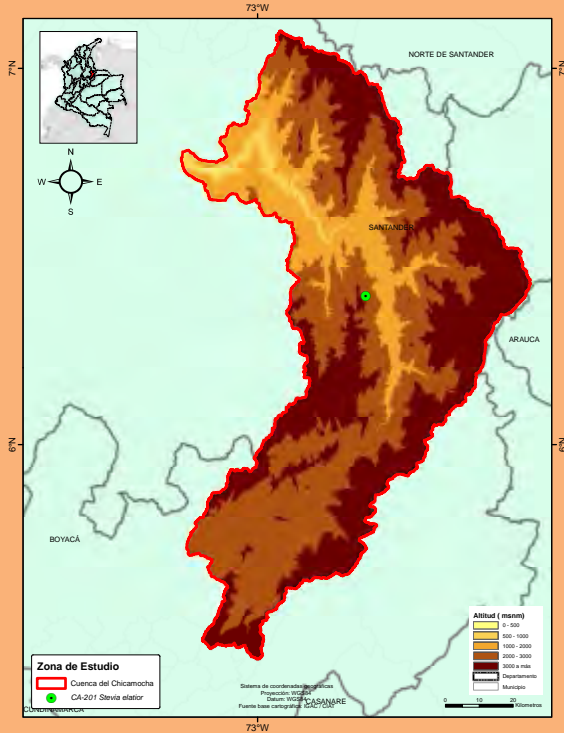 73°W
7°N
7°N
NORTE DE SANTANDER
N
W E
S
SANTANDER
ARAUCA
6°N
6°N
BOYACÁ
Altitud ( msnm)
0 - 500
500 - 1000
1000 - 2000
2000 - 3000
3000 a más
Departamento
Municipio
0 10 20
Kilometros
Zona de Estudio
Cuenca del Chicamocha
CA-201 Stevia elatior
CUNDINAMARCA
Sistema de coordenadas geográficas
Proyección: WGS84
Datum: WGS84
Fuente base cartográfica: IGAC / CIAT
CASANARE
73°W